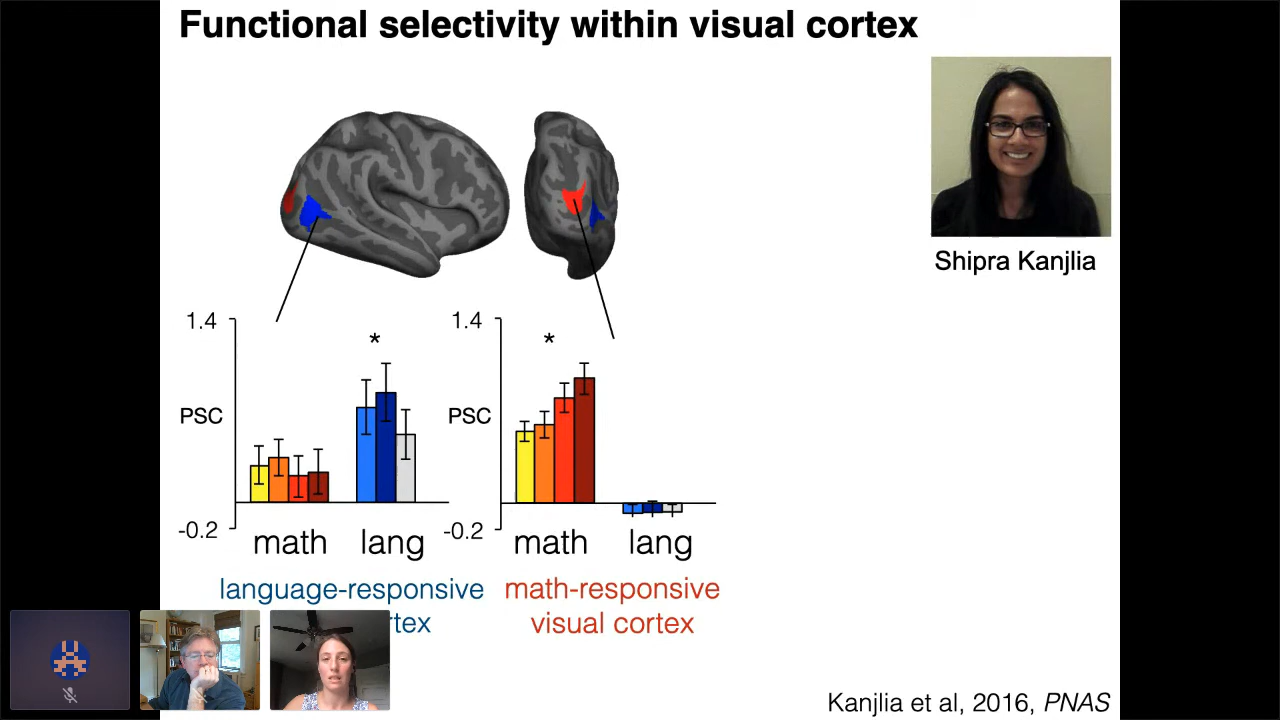 Functional selectivity within visual cortex
Shipra Kanjlia
1.4
*
PSC
-0.2
math lang
language-responsive
rtex
1.4
*
PSC
-0.2
math lang
math-responsive
visual cortex
Kanjlia et al, 2016, PNAS